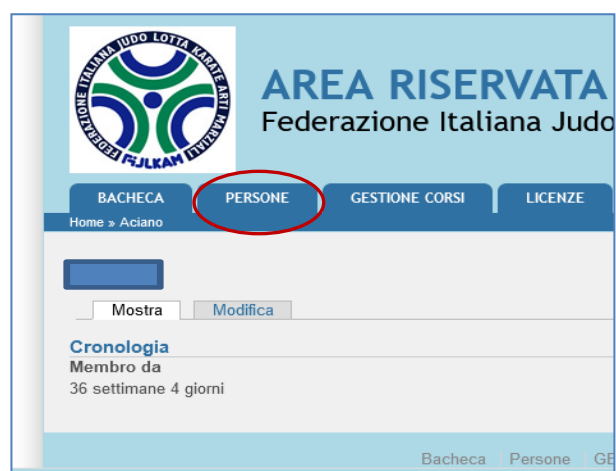 FEDERAZIONE ITALIANA JUDO LOTTA KARATE ARTI MARZIALI
FIJLKAM
AREA RISERVATA
Federazione Italiana Judo
BACHECA PERSONE GESTIONE CORSI LICENZE
Home » Aciano
Mostra Modifica
Cronologia
Membro da
36 settimane 4 giorni
Bacheca Persone